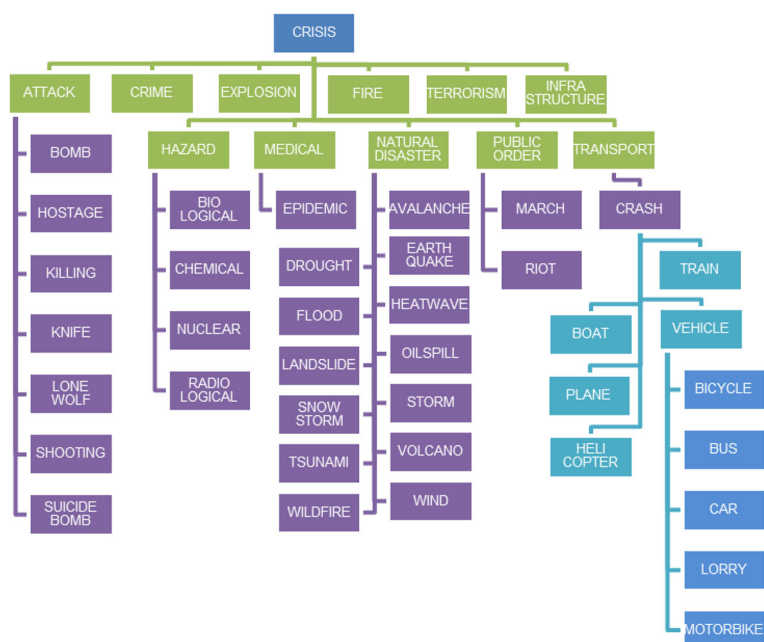 CRISIS
ATTACK
CRIME
EXPLOSION
FIRE
TERRORISM
INFRA
STRUCTURE
HAZARD
MEDICAL
NATURAL
DISASTER
PUBLIC
ORDER
TRANSPORT
BOMB
HOSTAGE
KILLING
KNIFE
LONE
WOLF
SHOOTING
SUICIDE
BOMB
BIO
LOGICAL
CHEMICAL
NUCLEAR
RADIO
LOGICAL
EPIDEMIC
DROUGHT
FLOOD
LANDSLIDE
SNOW
STORM
TSUNAMI
WILDFIRE
AVALANCHE
EARTH
QUAKE
HEATWAVE
OILSPILL
STORM
VOLCANO
WIND
MARCH
RIOT
CRASH
TRAIN
BOAT
VEHICLE
PLANE
HELI
COPTER
BICYCLE
BUS
CAR
LORRY
MOTORBIKE